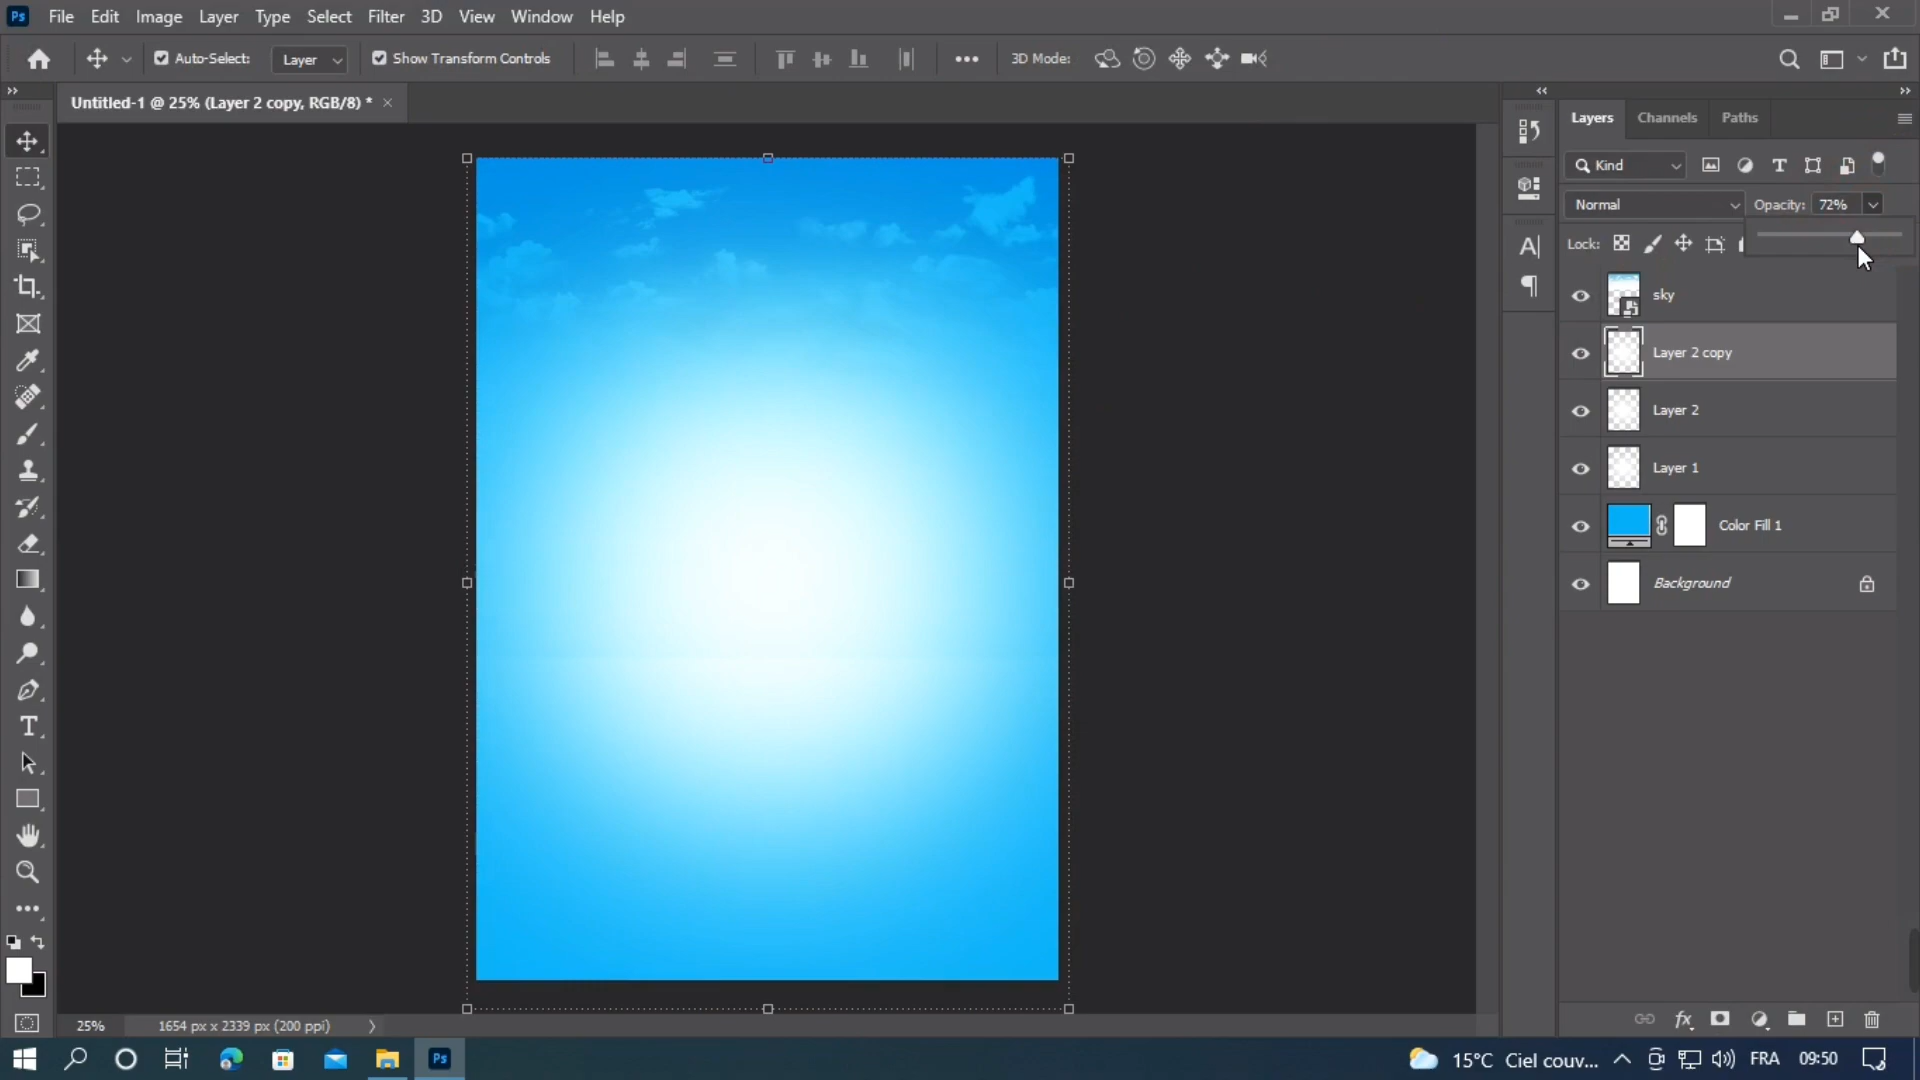 Ps File Edit Image Layer Type Select Filter 3D View Window Help
Auto-Select: Layer Show Transform Controls 3D Mode:
Untitled-1 @ 25% (Layer 2 copy, RGB/8) *
Layers Channels Paths
Kind
Normal Opacity: 72%
Lock:
sky
Layer 2 copy
Layer 2
Layer 1
Color Fill 1
Background
25% 1654 px x 2339 px (200 ppi)
Ps 15°C Ciel couv... FRA 09:50